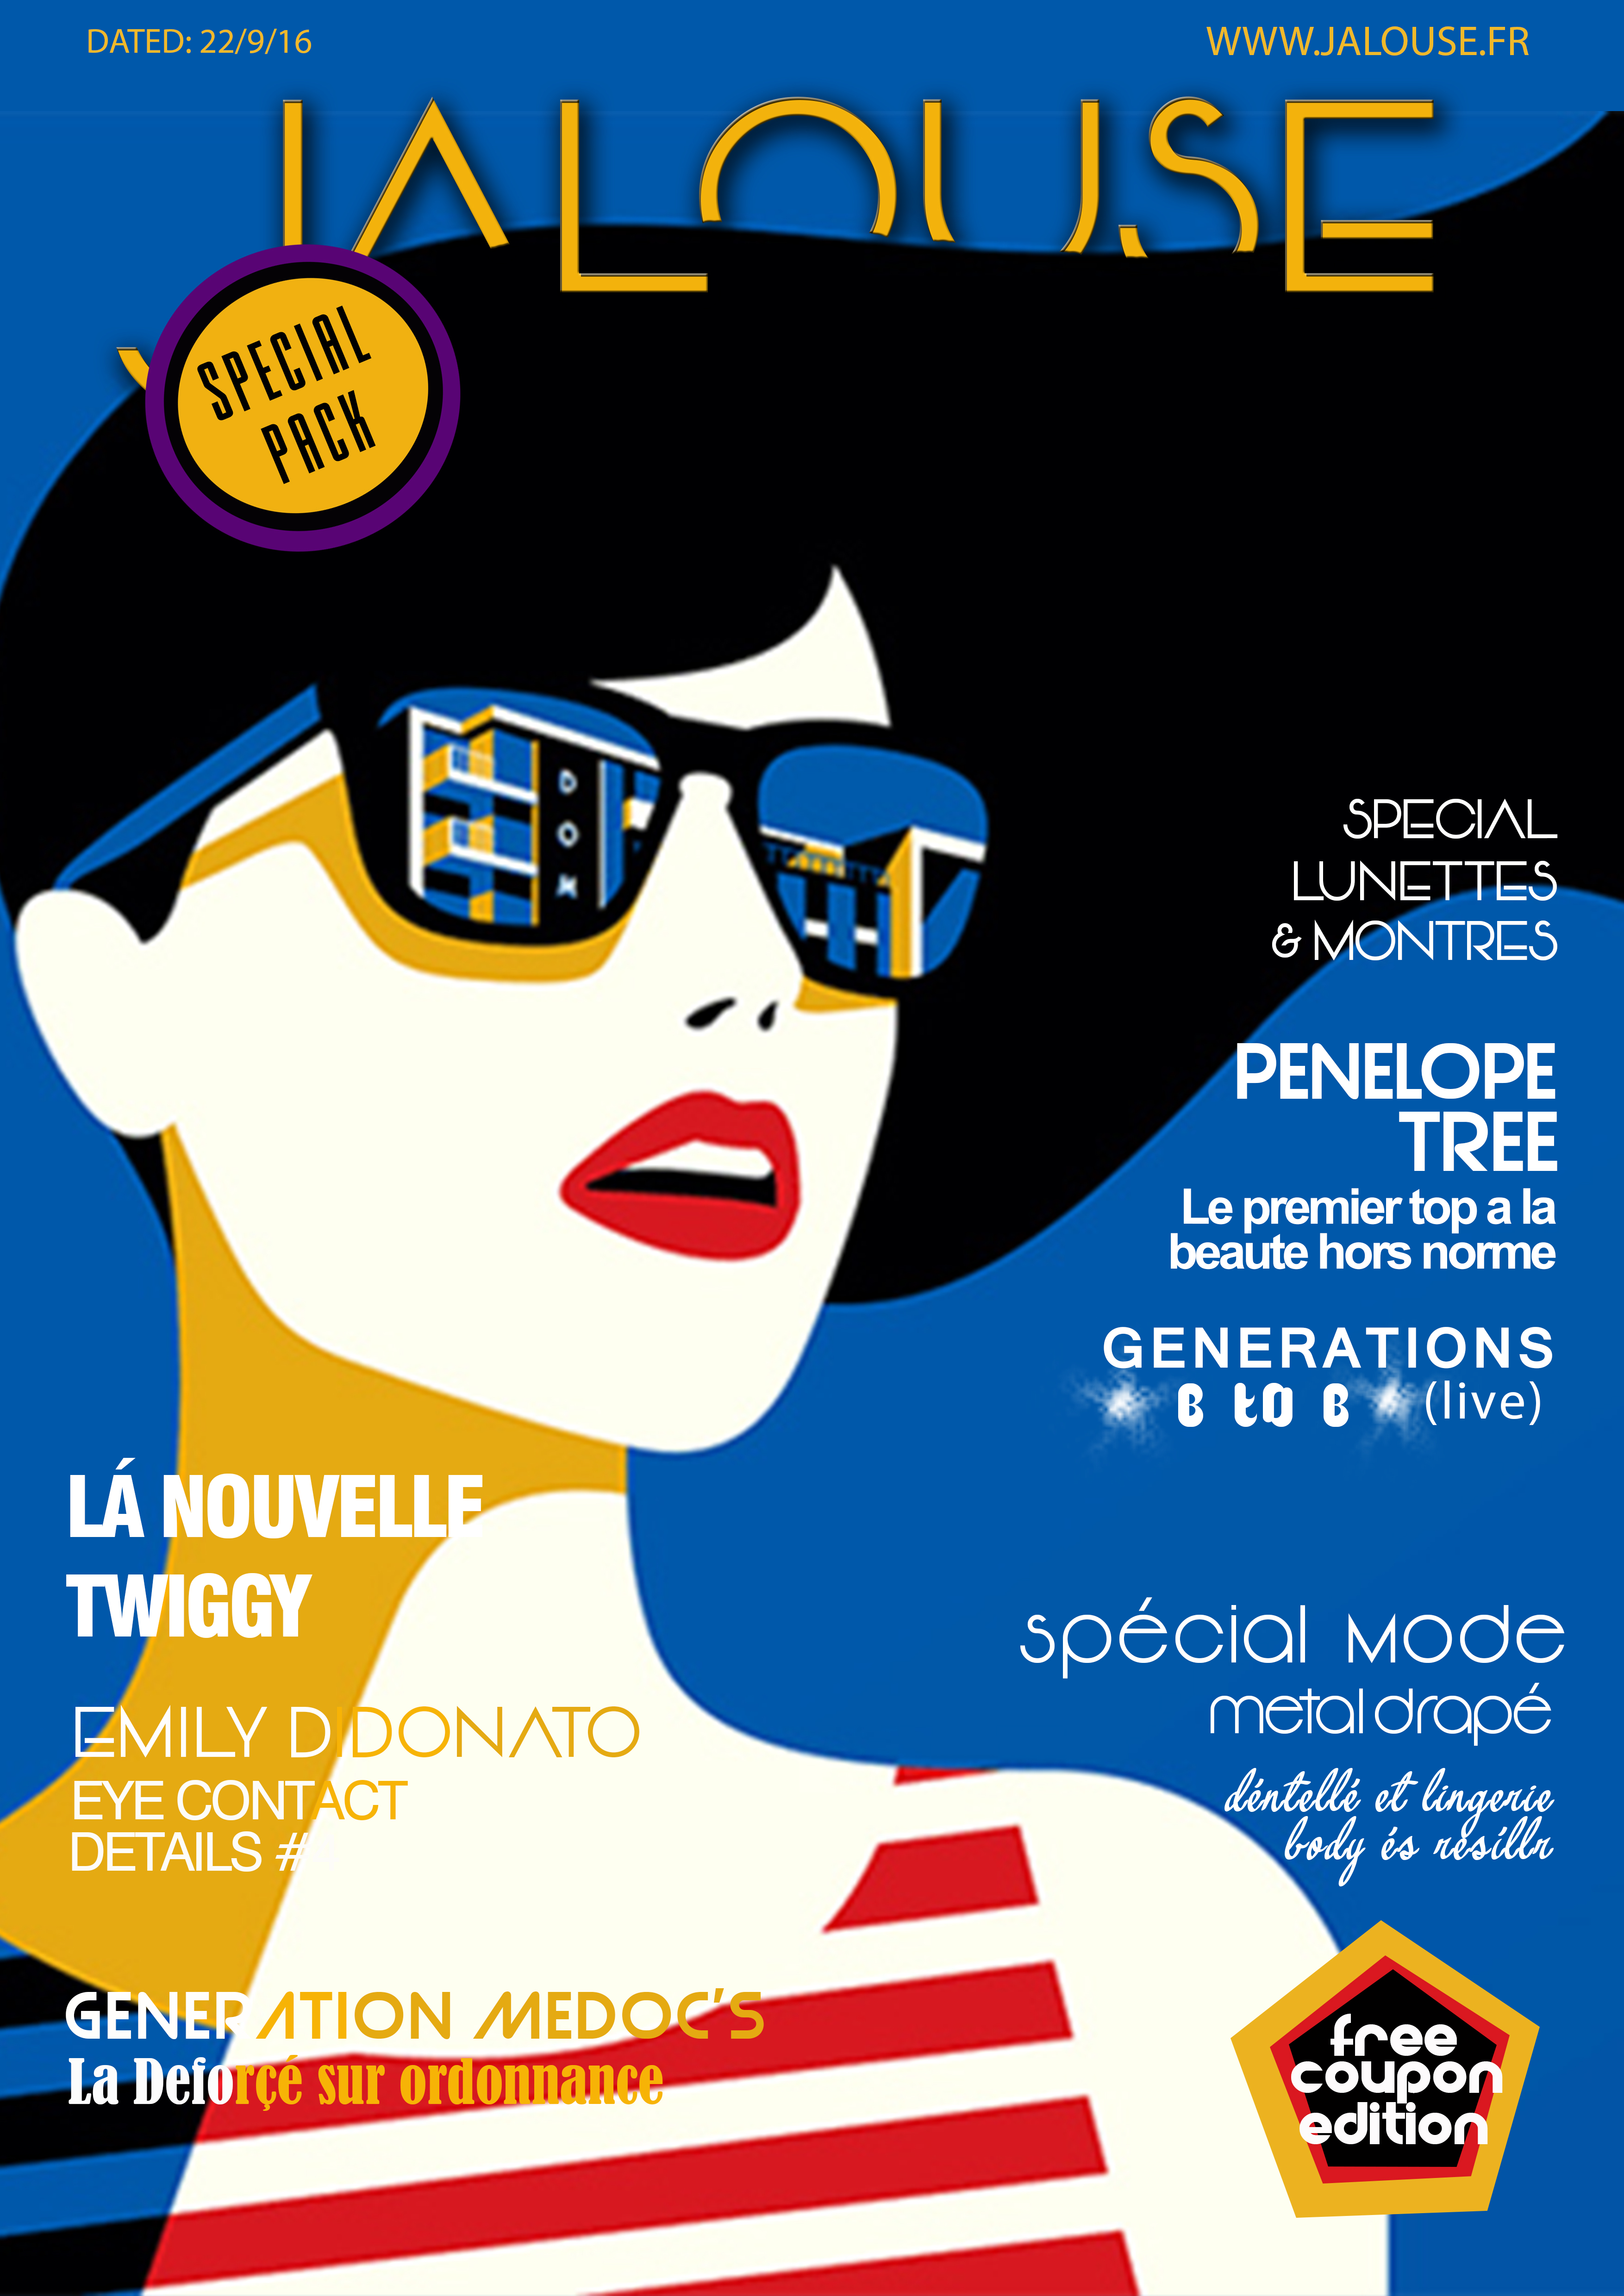 DATED: 22/9/16
WWW.JALOUSE.FR
JALOUSE
SPECIAL
PACK
D
O
M
SPECIAL
LUNETTES
& MONTRES
PENELOPE
TREE
Le premier top a la
beaute hors norme
GENERATIONS
B to B (live)
LÁ NOUVELLE
TWIGGY
EMILY DIDONATO
EYE CONTACT
DETAILS #
spécial Mode
metal drapé
déntellé et lingerie
body és résillr
GENERATION MEDOC'S
La Deforçé sur ordonnance
free
coupon
edition